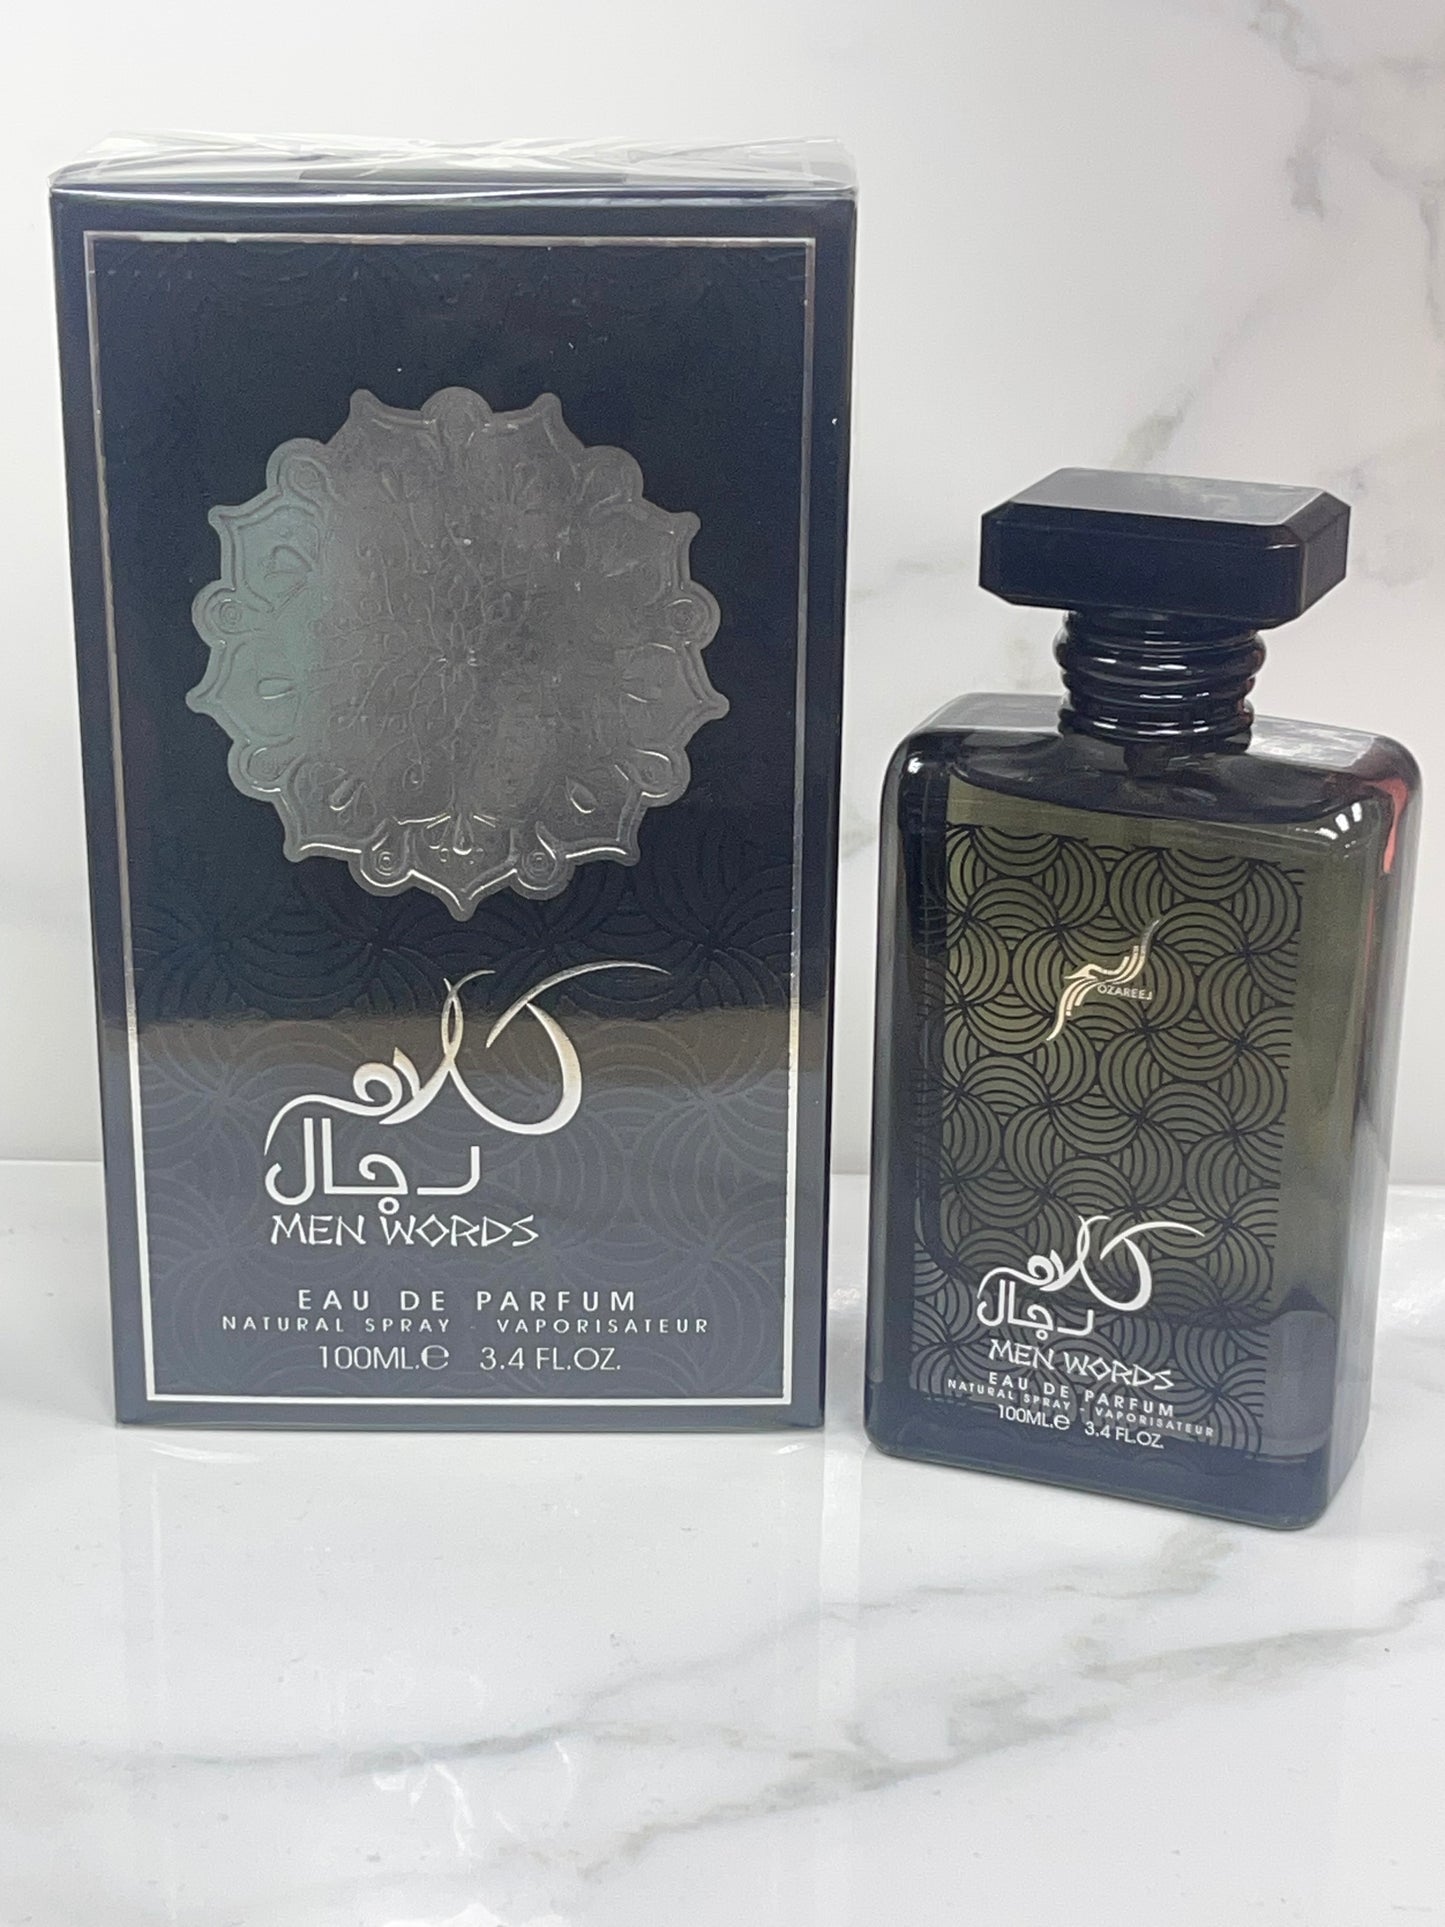 كلام
رجال
MEN WORDS
EAU DE PARFUM
NATURAL SPRAY - VAPORISATEUR
100ML.e 3.4 FL.OZ.
OZAREEJ
كلام
رجال
MEN WORDS
EAU DE PARFUM
NATURAL SPRAY - VAPORISATEUR
100ML.e 3.4 FL.OZ.